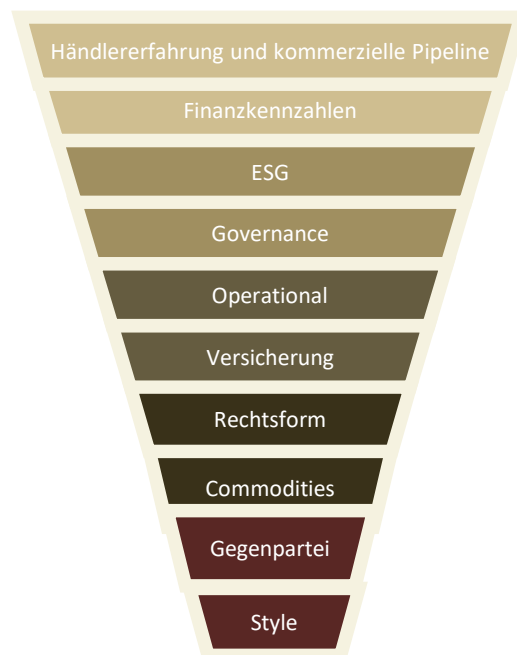 Händlererfahrung und kommerzielle Pipeline
Finanzkennzahlen
ESG
Governance
Operational
Versicherung
Rechtsform
Commodities
Gegenpartei
Style